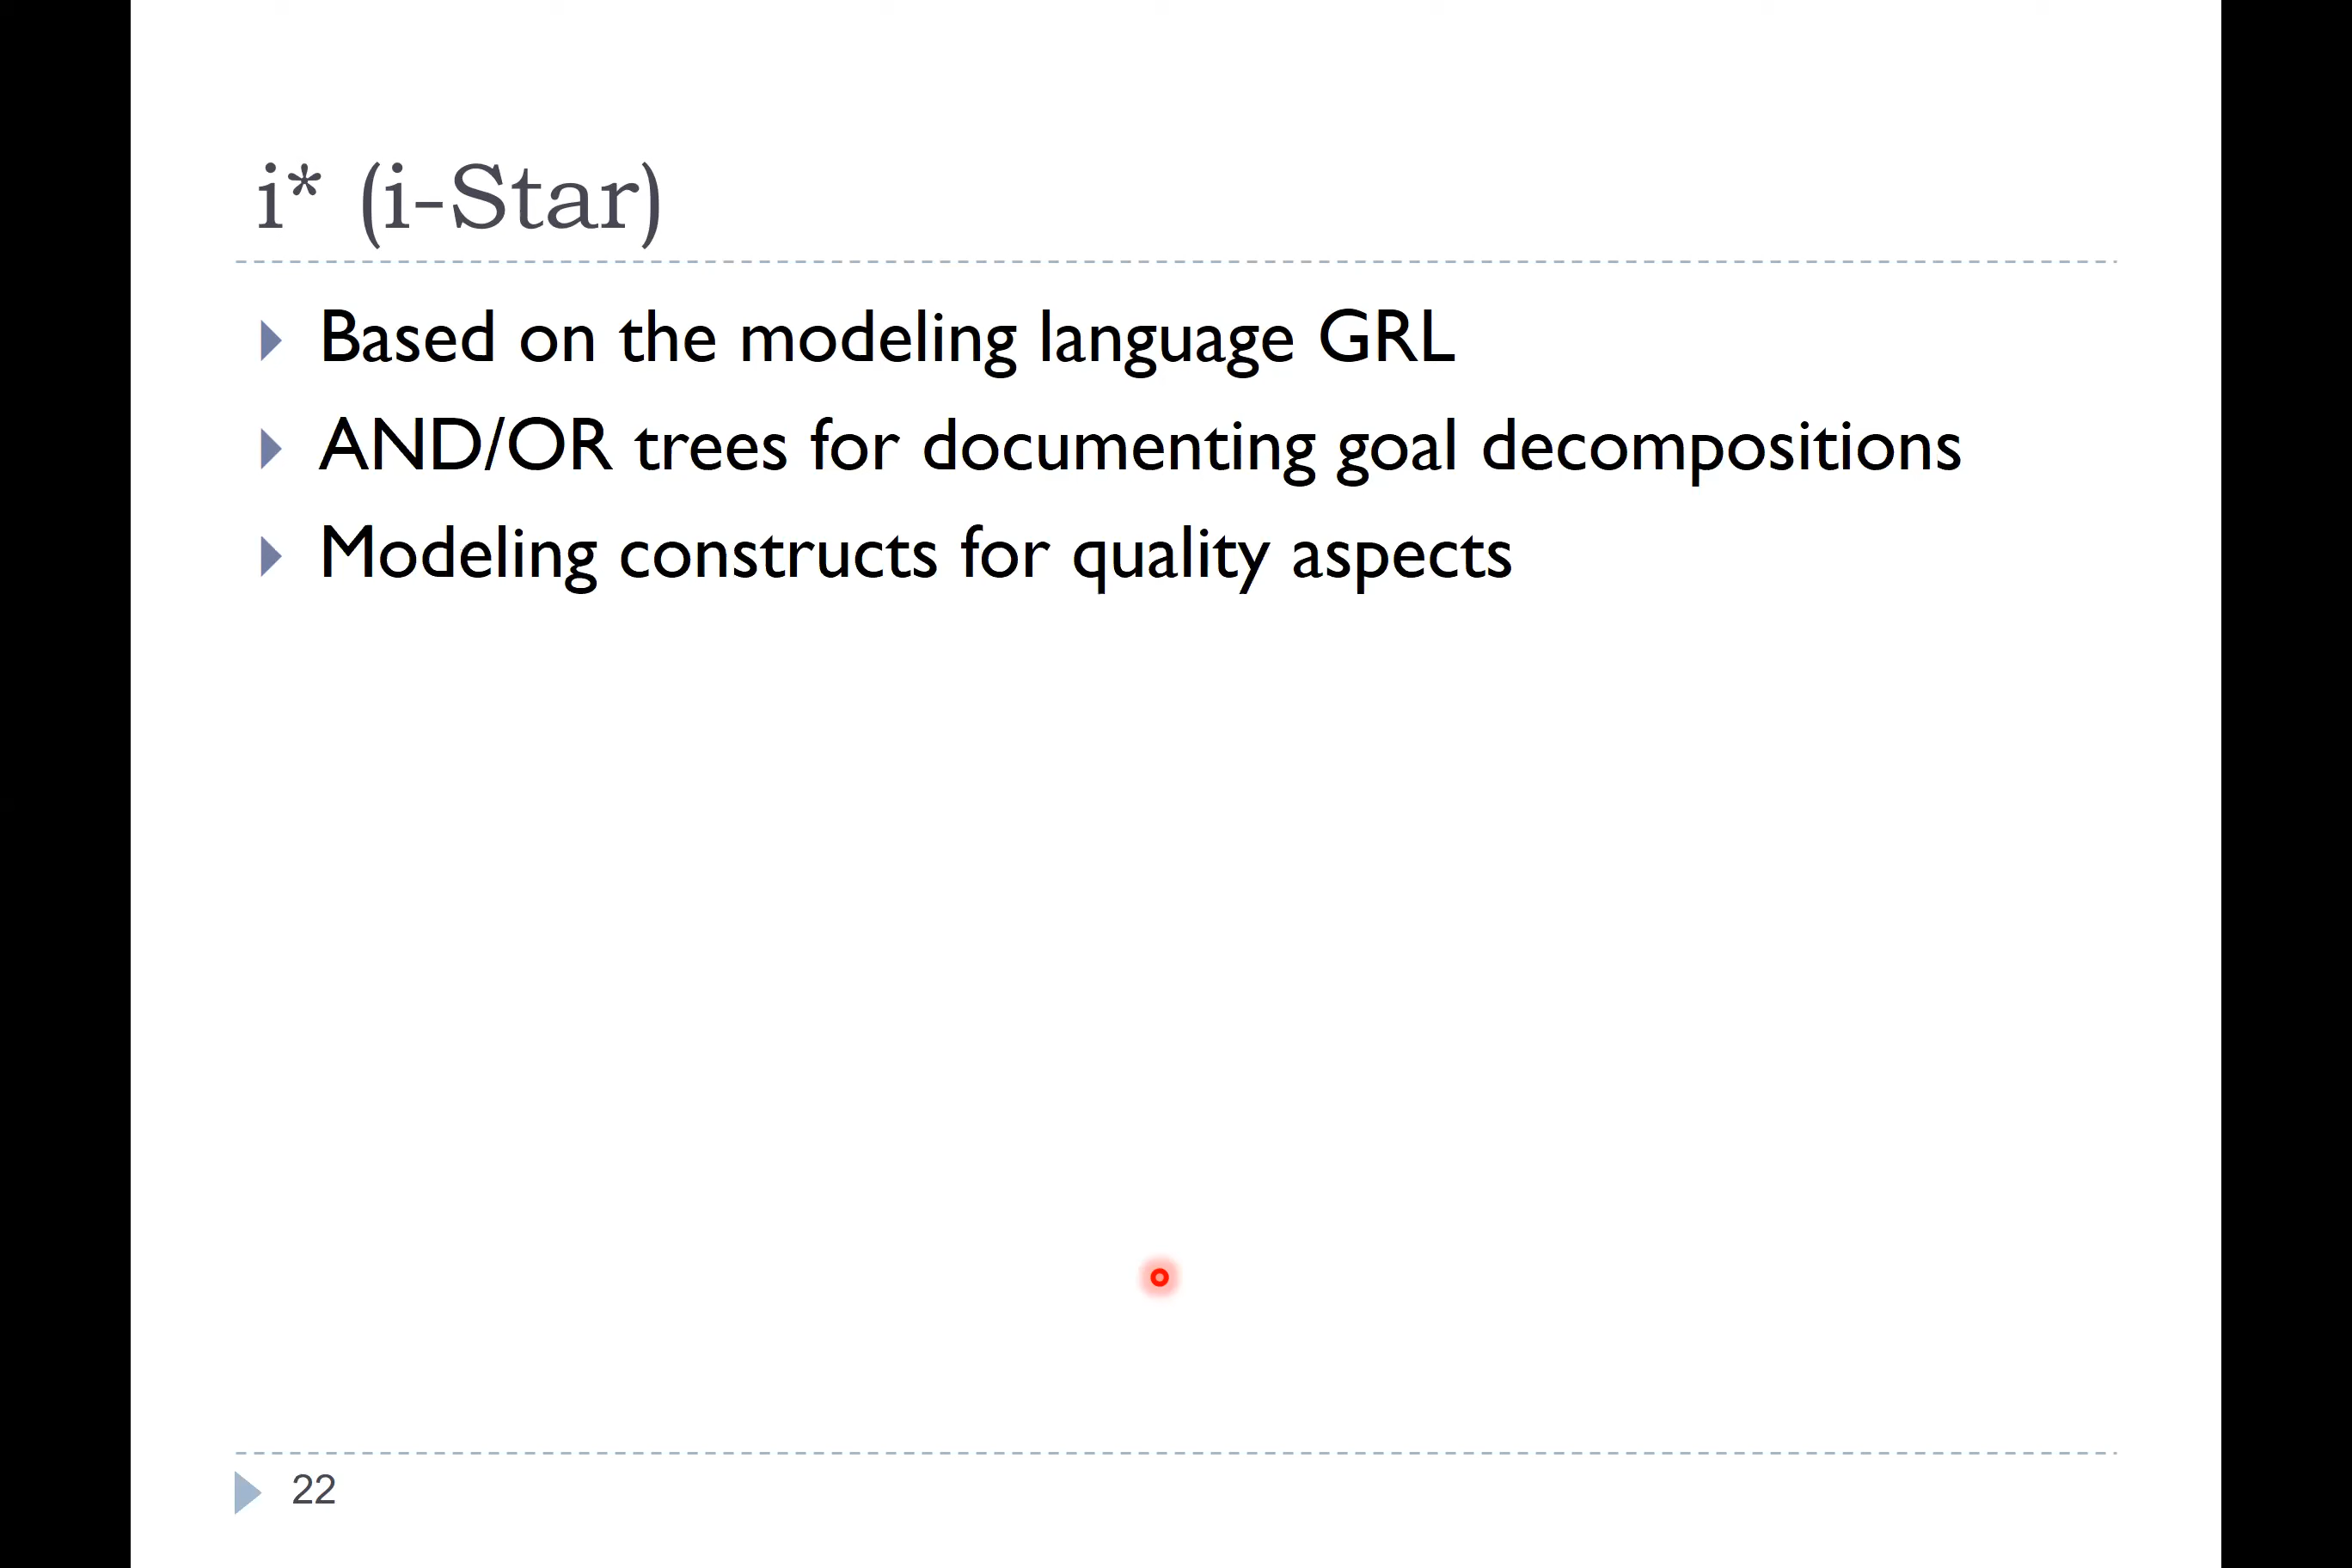 i* (i-Star)
Based on the modeling language GRL
AND/OR trees for documenting goal decompositions
Modeling constructs for quality aspects
22